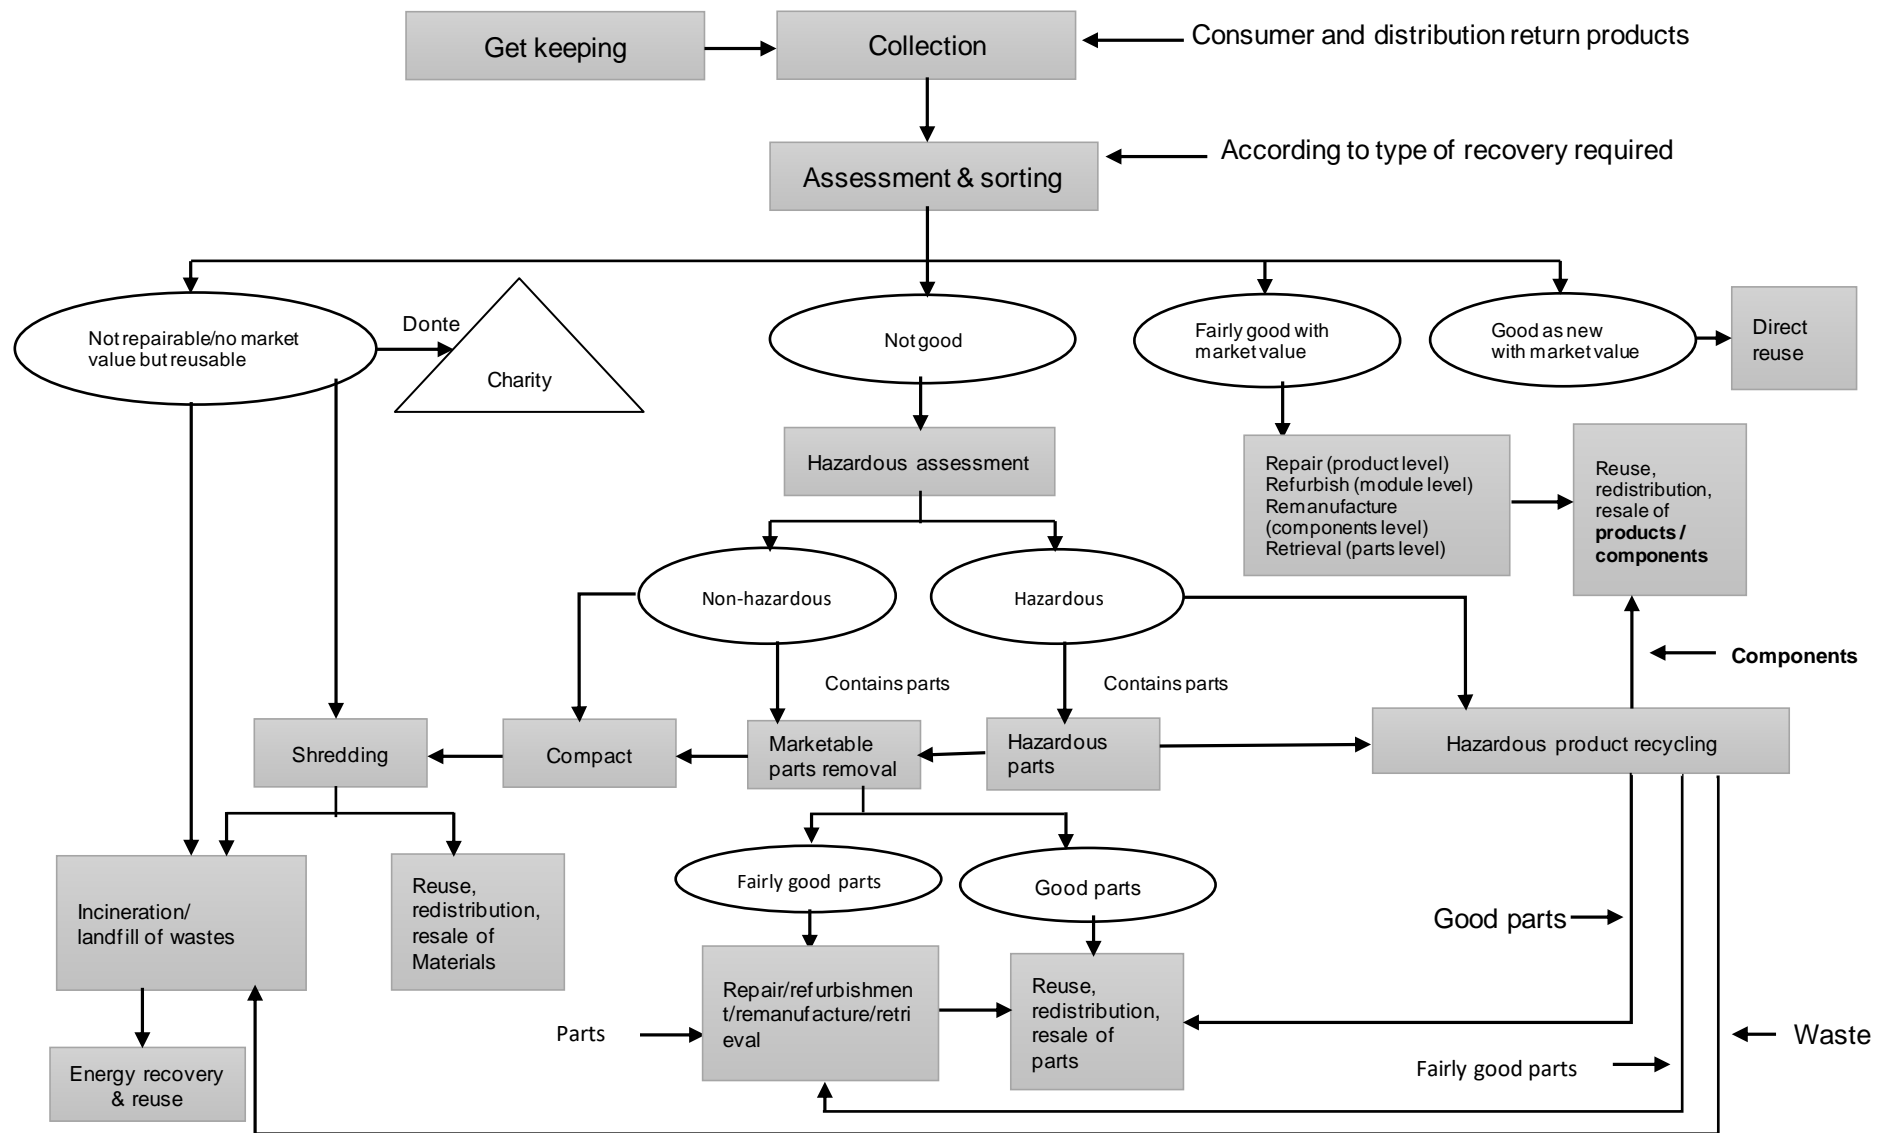 Get keeping
Collection
Consumer and distribution return products
Assessment & sorting
According to type of recovery required
Not repairable/no market
value but reusable
Donte
Charity
Not good
Fairly good with
market value
Good as new
with market value
Direct
reuse
Hazardous assessment
Repair (product level)
Refurbish (module level)
Remanufacture
(components level)
Retrieval (parts level)
Reuse,
redistribution,
resale of
products /
components
Non-hazardous
Hazardous
Components
Contains parts
Contains parts
Shredding
Compact
Marketable
parts removal
Hazardous
parts
Hazardous product recycling
Incineration/
landfill of wastes
Reuse,
redistribution,
resale of
Materials
Fairly good parts
Good parts
Good parts
Repair/refurbishmen
t/remanufacture/retri
eval
Reuse,
redistribution,
resale of
parts
Parts
Waste
Fairly good parts
Energy recovery
& reuse